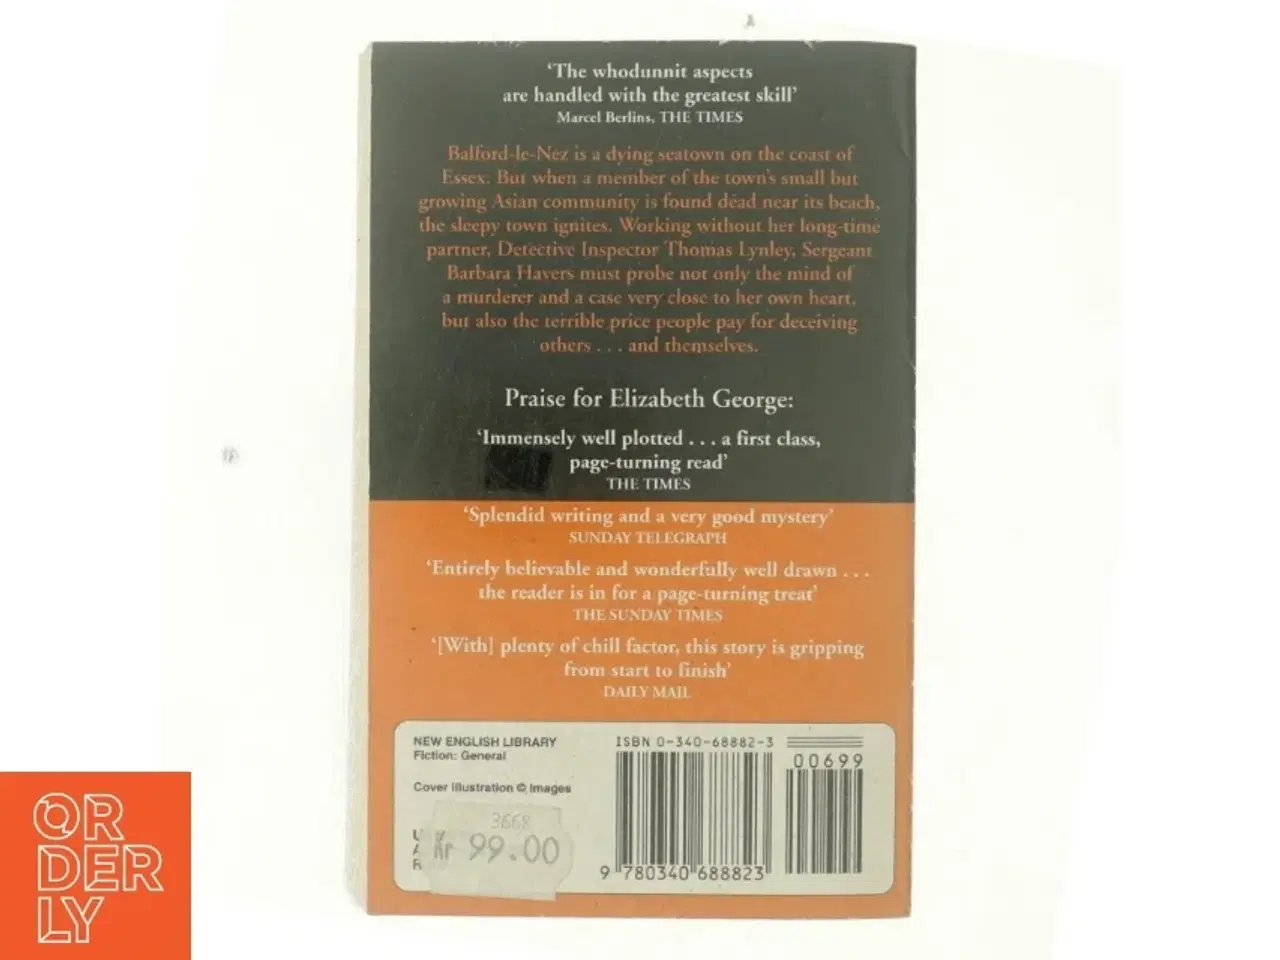 ‘The whodunnit aspects
are handled with the greatest skill’
Marcel Berlins, THE TIMES
Balford-le-Nez is a dying seatown on the coast of
Essex. But when a member of the town's small but
growing Asian community is found dead near its beach,
the sleepy town ignites. Working without her long-time
partner, Detective Inspector Thomas Lynley, Sergeant
Barbara Havers must probe not only the mind of
a murderer and a case very close to her own heart,
but also the terrible price people pay for deceiving
others . . . and themselves.
Praise for Elizabeth George:
‘Immensely well plotted . . . a first class,
page-turning read’
THE TIMES
‘Splendid writing and a very good mystery’
SUNDAY TELEGRAPH
‘Entirely believable and wonderfully well drawn . . .
the reader is in for a page-turning treat’
THE SUNDAY TIMES
‘[With] plenty of chill factor, this story is gripping
from start to finish’
DAILY MAIL
NEW ENGLISH LIBRARY
Fiction: General
Cover illustration © Images
3668
Kr 99.00
ISBN 0-340-68882-3
00699
9 780340 688823
ORDERLY